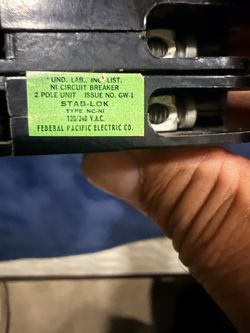 UND. LAB., INC. LIST.
NI CIRCUIT BREAKER
2 POLE UNIT ISSUE NO. GW-1
STAB-LOK
TYPE NC-NI
120/240 V.A.C.
FEDERAL PACIFIC ELECTRIC CO.